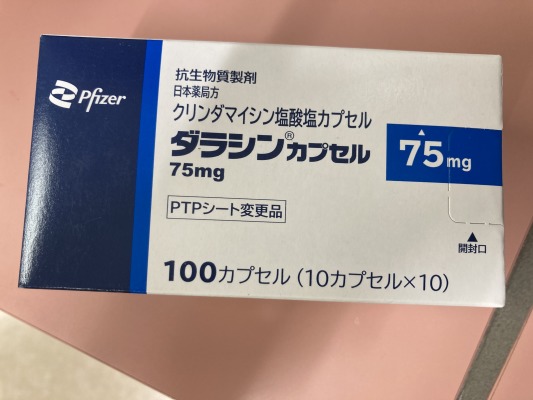 Pfizer
抗生物質製剤
日本薬局方
クリンダマイシン塩酸塩カプセル
ダラシン®カプセル
75mg
75mg
PTPシート変更品
開封口
100カプセル(10カプセル×10)